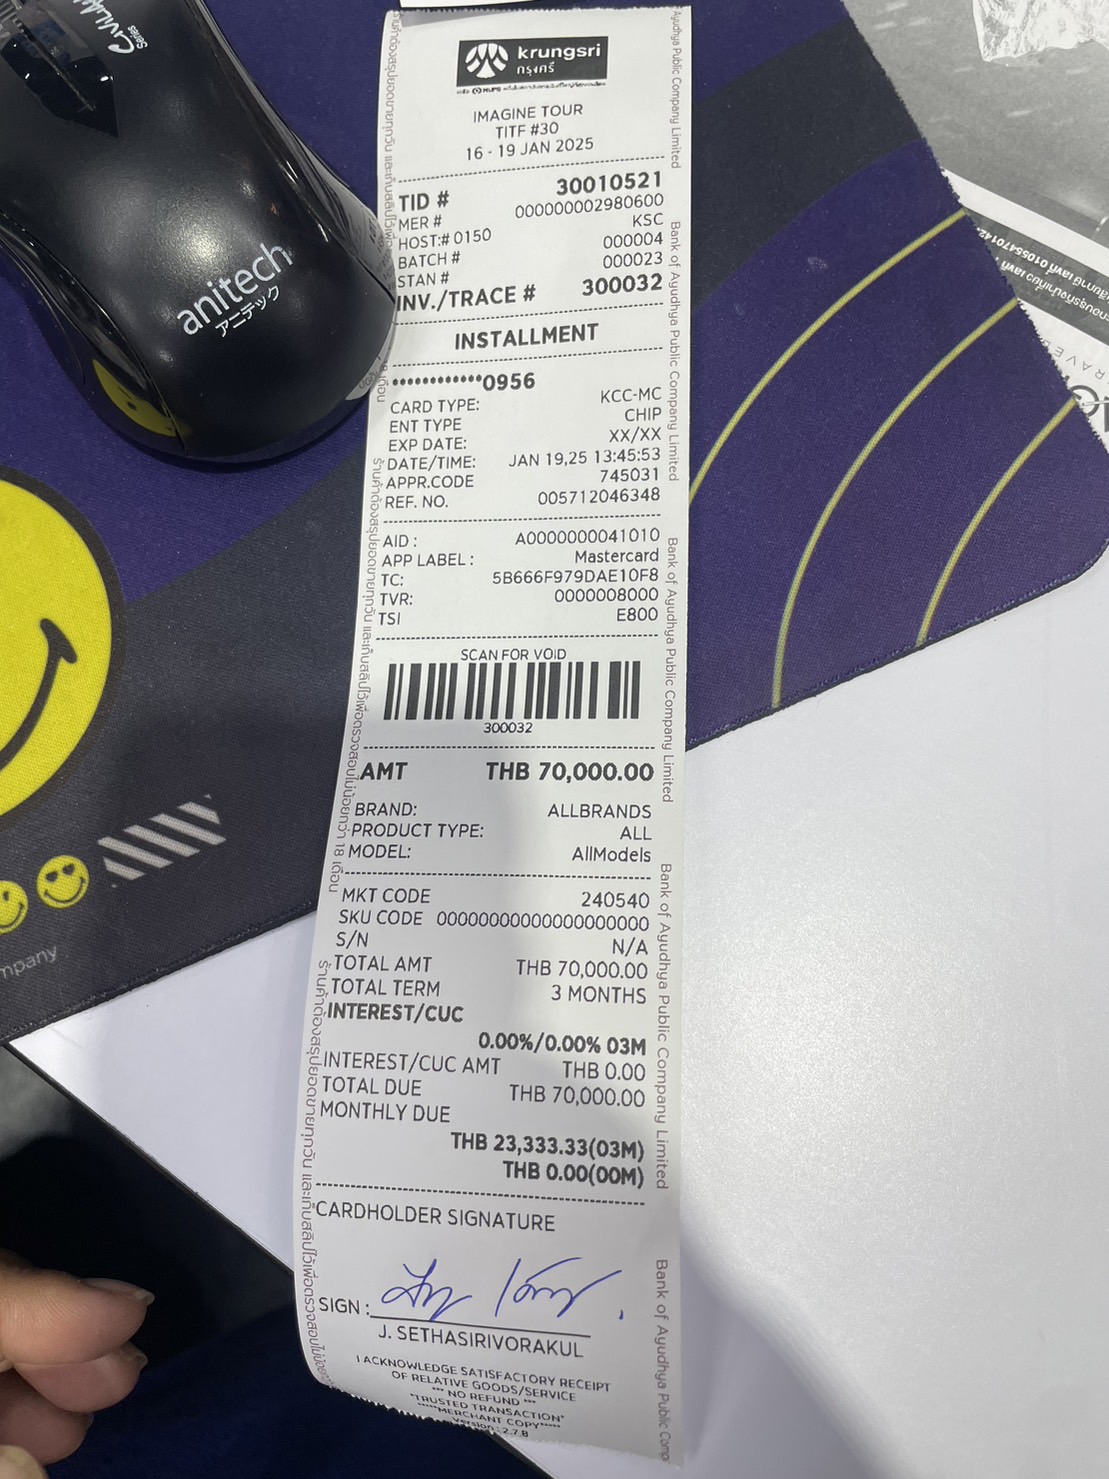 krungsri
กรุงศรี
IMAGINE TOUR
TITF #30
16 - 19 JAN 2025
TID # 30010521
MER # 000000002980600
HOST:# 0150 KSC
BATCH # 000004
STAN # 000023
INV./TRACE # 300032
INSTALLMENT
************0956
CARD TYPE: KCC-MC
ENT TYPE CHIP
EXP DATE: XX/XX
DATE/TIME: JAN 19,25 13:45:53
APPR.CODE 745031
REF. NO. 005712046348
AID : A0000000041010
APP LABEL : Mastercard
TC: 5B666F979DAE10F8
TVR: 0000008000
TSI E800
SCAN FOR VOID
300032
AMT THB 70,000.00
BRAND: ALLBRANDS
PRODUCT TYPE: ALL
MODEL: AllModels
MKT CODE 240540
SKU CODE 00000000000000000000
S/N N/A
TOTAL AMT THB 70,000.00
TOTAL TERM 3 MONTHS
INTEREST/CUC
0.00%/0.00% 03M
INTEREST/CUC AMT THB 0.00
TOTAL DUE THB 70,000.00
MONTHLY DUE
THB 23,333.33(03M)
THB 0.00(00M)
CARDHOLDER SIGNATURE
SIGN :
J. SETHASIRIVORAKUL
I ACKNOWLEDGE SATISFACTORY RECEIPT
OF RELATIVE GOODS/SERVICE
*** NO REFUND ***
*TRUSTED TRANSACTION*
*****MERCHANT COPY*****
Version : 2.7.8
Ayudhya Public Company Limited
Bank of Ayudhya Public Company Limited
Bank of Ayudhya Public Company Limited
Bank of Ayudhya Public Company Limited
Bank of Ayudhya Public Comp
anitech
アニテック
Series
mpany